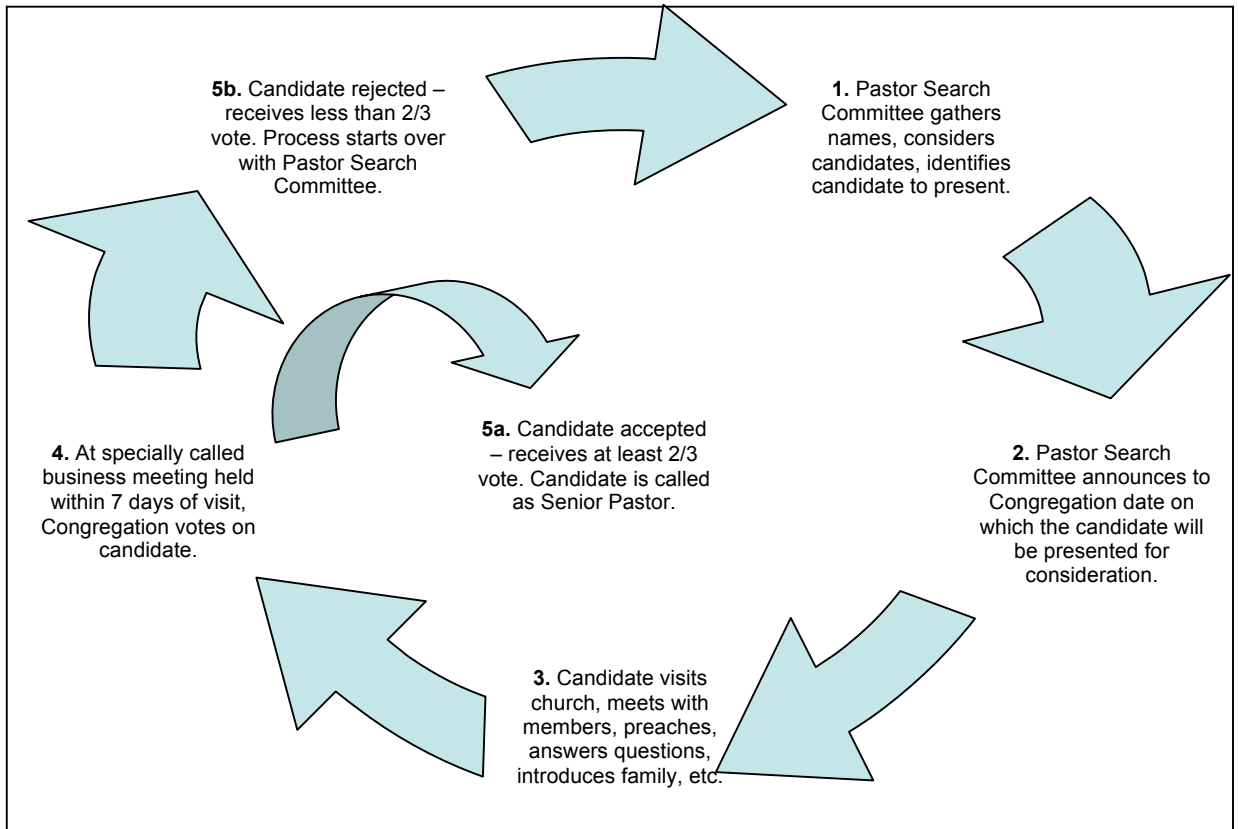 1. Pastor Search
Committee gathers
names, considers
candidates, identifies
candidate to present.
2. Pastor Search
Committee announces to
Congregation date on
which the candidate will
be presented for
consideration.
3. Candidate visits
church, meets with
members, preaches,
answers questions,
introduces family, etc.
4. At specially called
business meeting held
within 7 days of visit,
Congregation votes on
candidate.
5a. Candidate accepted
– receives at least 2/3
vote. Candidate is called
as Senior Pastor.
5b. Candidate rejected –
receives less than 2/3
vote. Process starts over
with Pastor Search
Committee.